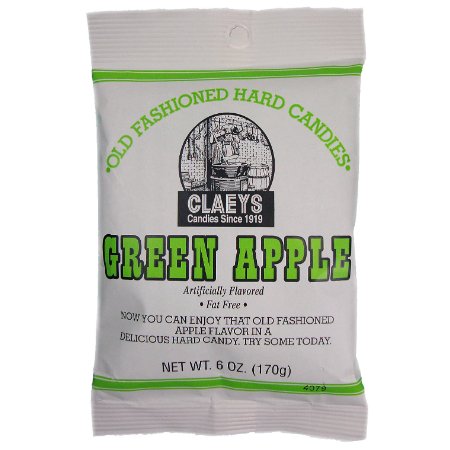 •OLD FASHIONED HARD CANDIES•
CLAEYS
Candies Since 1919
GREEN APPLE
Artificially Flavored
• Fat Free •
NOW YOU CAN ENJOY THAT OLD FASHIONED
APPLE FLAVOR IN A
DELICIOUS HARD CANDY. TRY SOME TODAY.
NET WT. 6 OZ. (170g)
4379